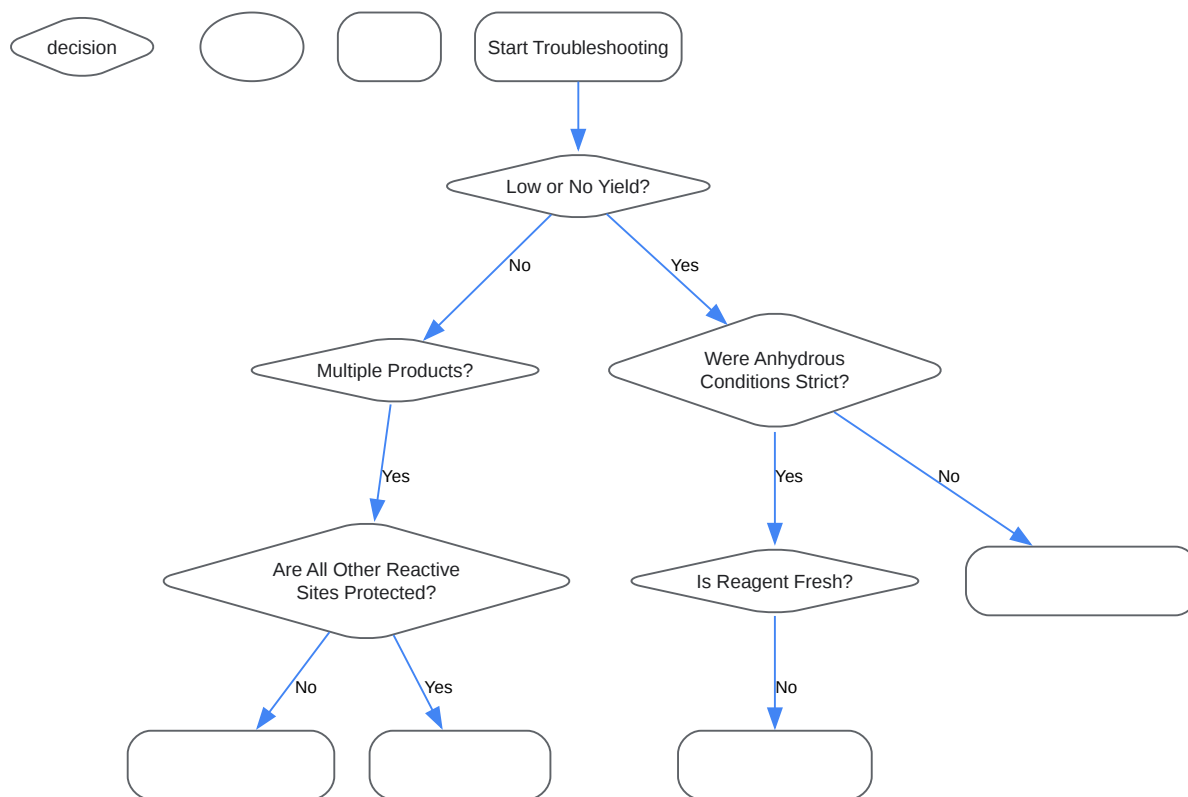 decision
Start Troubleshooting
Low or No Yield?
No
Yes
Multiple Products?
Were Anhydrous
Conditions Strict?
Yes
Yes
No
Are All Other Reactive
Sites Protected?
Is Reagent Fresh?
No
Yes
No